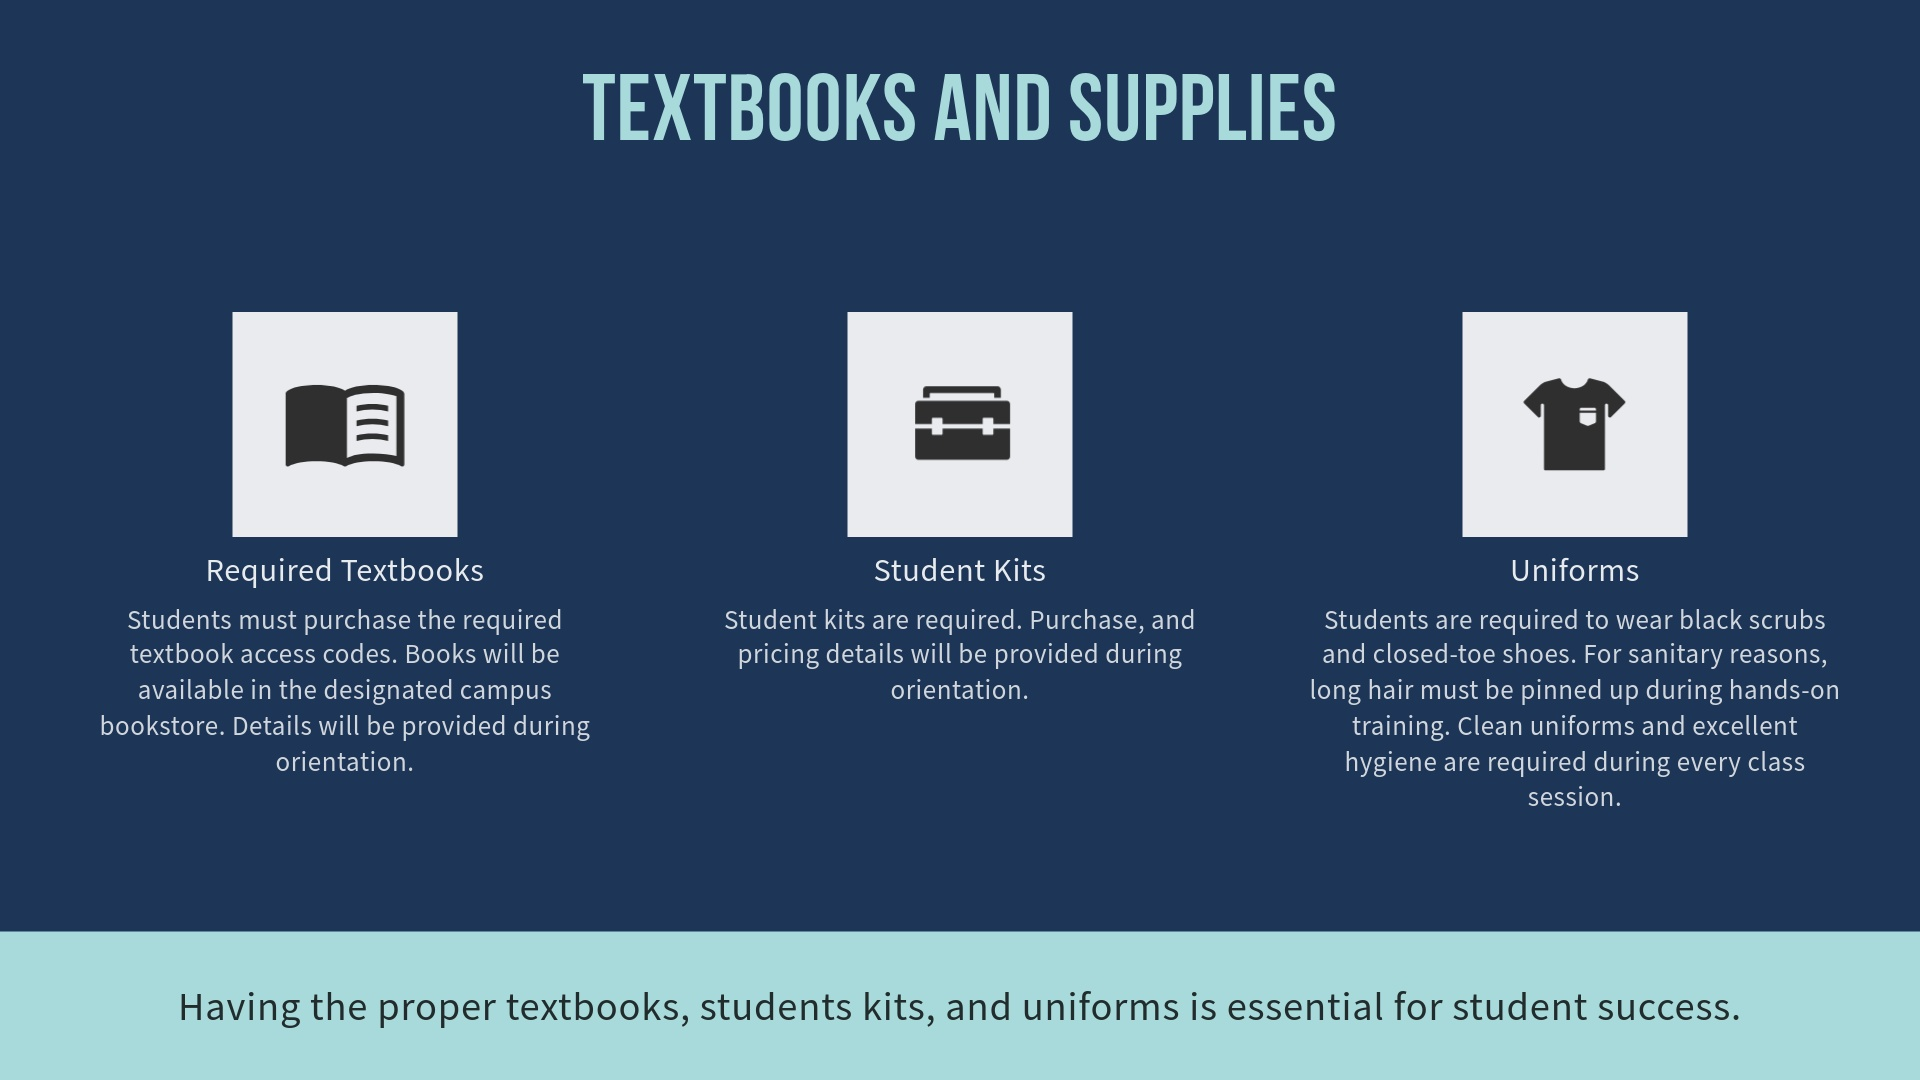 TEXTBOOKS AND SUPPLIES
Required Textbooks
Students must purchase the required
textbook access codes. Books will be
available in the designated campus
bookstore. Details will be provided during
orientation.
Student Kits
Student kits are required. Purchase, and
pricing details will be provided during
orientation.
Uniforms
Students are required to wear black scrubs
and closed-toe shoes. For sanitary reasons,
long hair must be pinned up during hands-on
training. Clean uniforms and excellent
hygiene are required during every class
session.
Having the proper textbooks, students kits, and uniforms is essential for student success.